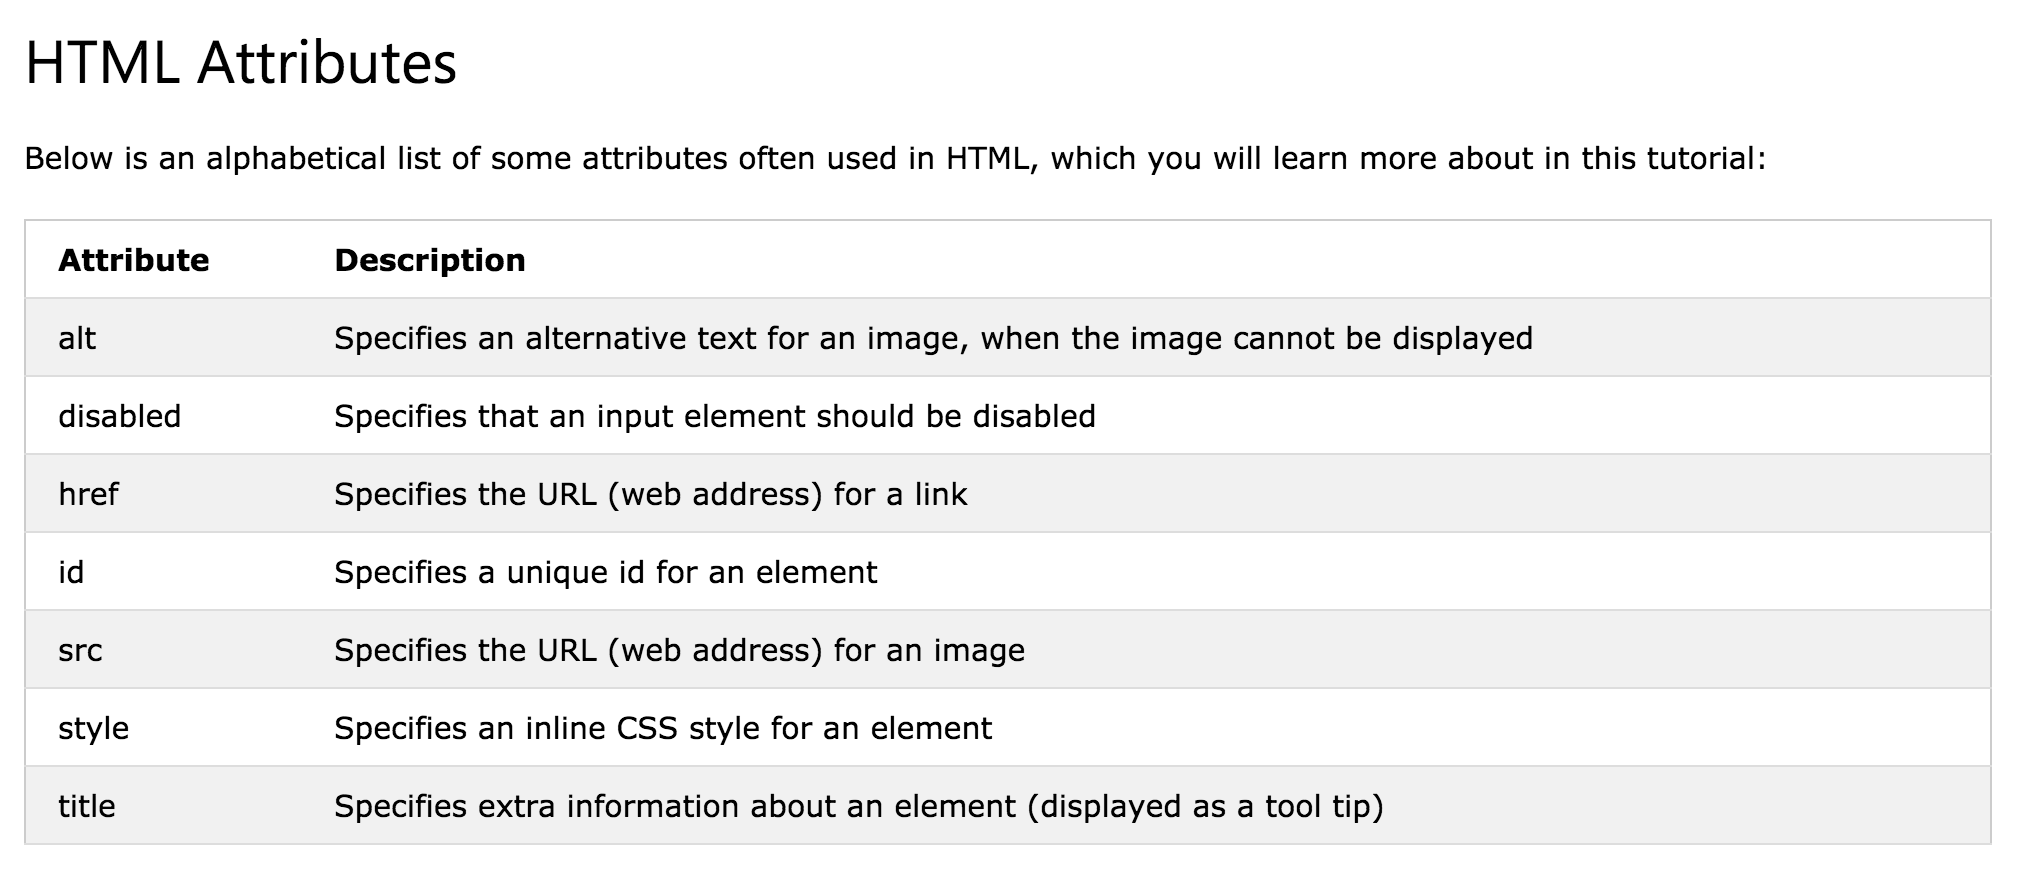 HTML Attributes
Below is an alphabetical list of some attributes often used in HTML, which you will learn more about in this tutorial:
Attribute Description
alt Specifies an alternative text for an image, when the image cannot be displayed
disabled Specifies that an input element should be disabled
href Specifies the URL (web address) for a link
id Specifies a unique id for an element
src Specifies the URL (web address) for an image
style Specifies an inline CSS style for an element
title Specifies extra information about an element (displayed as a tool tip)